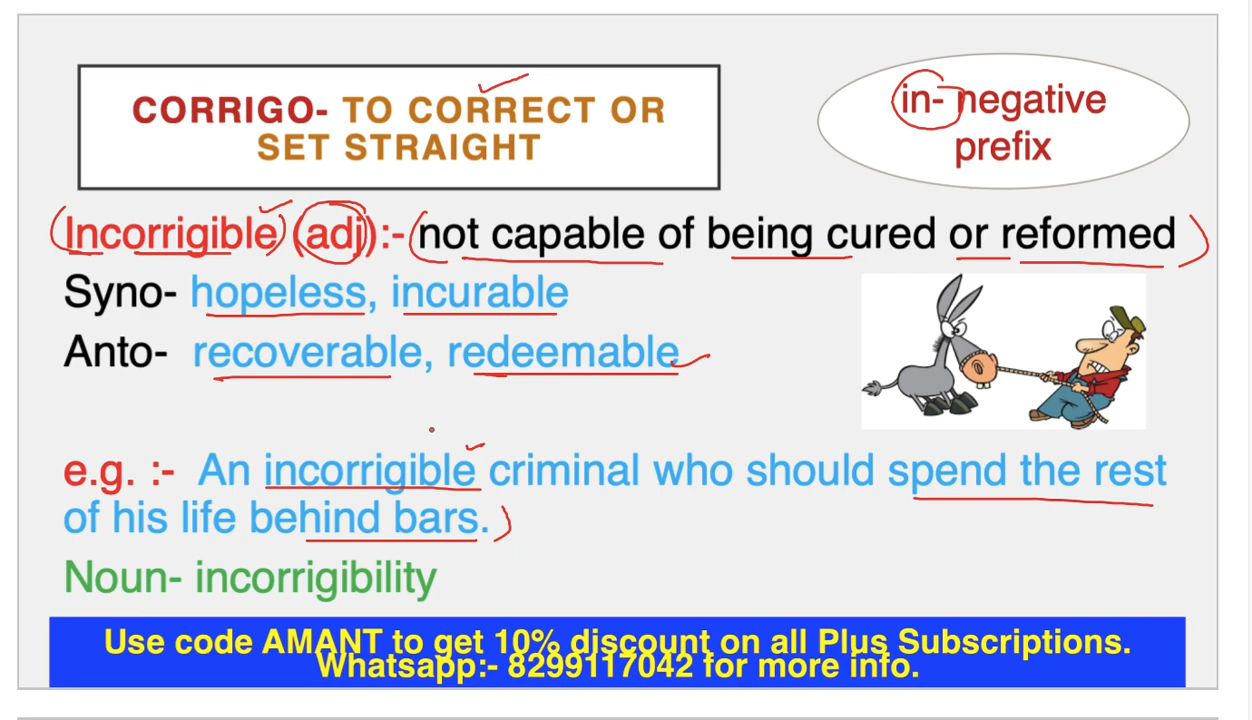 CORRIGO- TO CORRECT OR
SET STRAIGHT
in- negative
prefix
Incorrigible (adj):- not capable of being cured or reformed
Syno- hopeless, incurable
Anto- recoverable, redeemable
e.g. :- An incorrigible criminal who should spend the rest
of his life behind bars.
Noun- incorrigibility
Use code AMANT to get 10% discount on all Plus Subscriptions.
Whatsapp:- 8299117042 for more info.